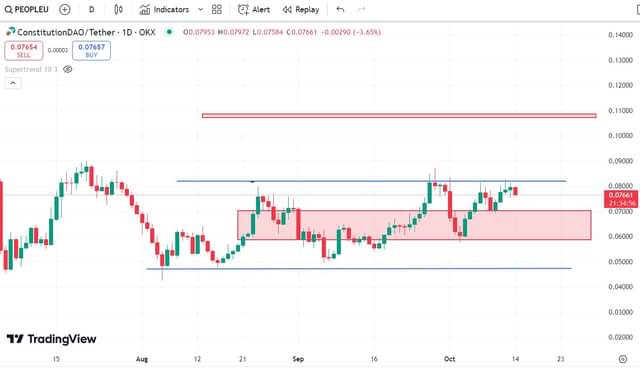 PEOPLEU
D
Indicators
Alert
Replay
ConstitutionDAO/Tether · 1D · OKX
O0.07953 H0.07972 L0.07584 C0.07661 −0.00290 (−3.65%)
0.07654
SELL
0.00003
0.07657
BUY
Supertrend 10 3
0.14000
0.13000
0.12000
0.11000
0.10000
0.09000
0.08000
0.07661
21:34:56
0.07000
0.06000
0.05000
0.04000
0.03000
0.02000
TradingView
15
Aug
12
21
Sep
16
Oct
14
23